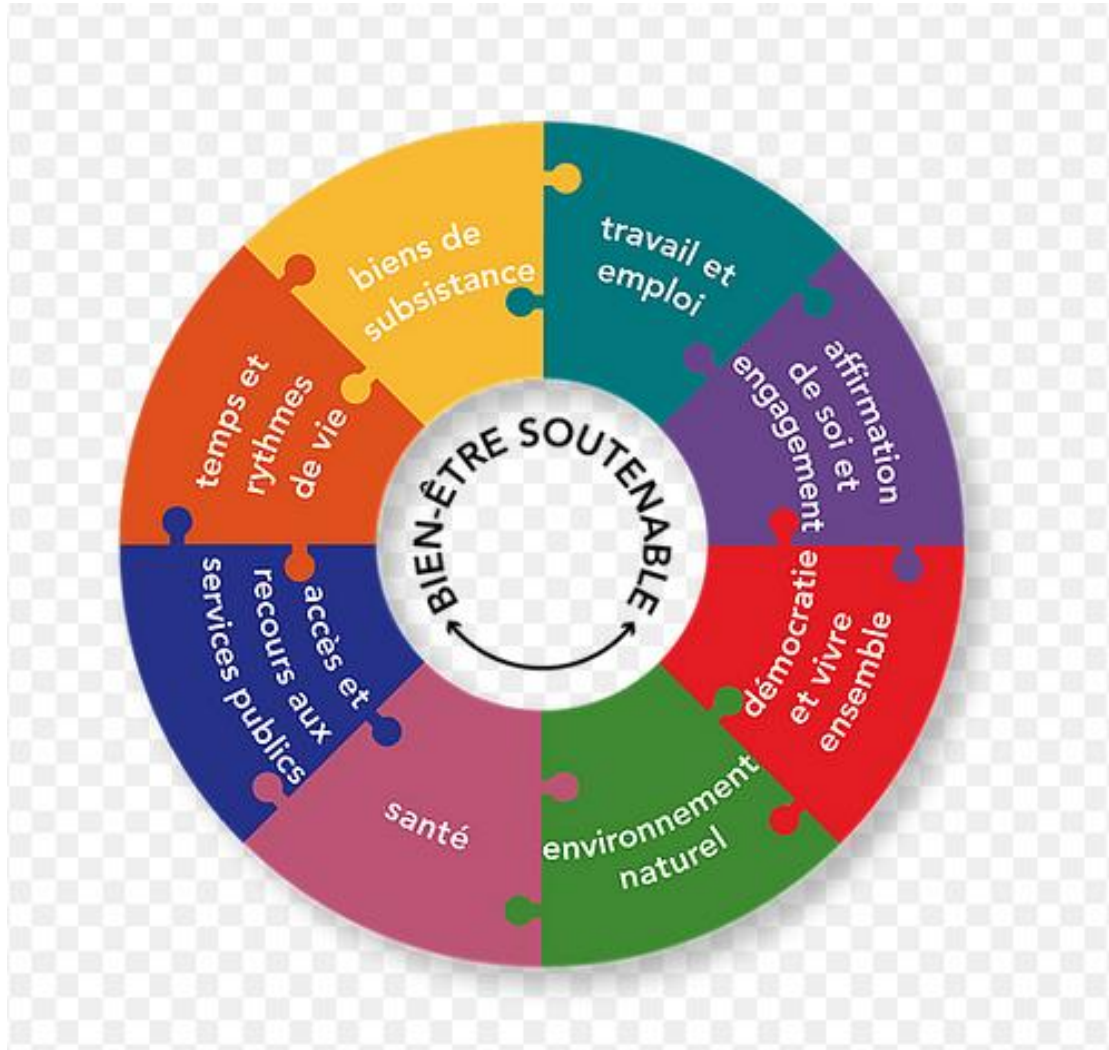 travail et
emploi
affirmation
de soi et
engagement
démocratie
et vivre
ensemble
environnement
naturel
santé
accès et
recours aux
services publics
temps et
rythmes
de vie
biens de
subsistance
BIEN-ÊTRE SOUTENABLE